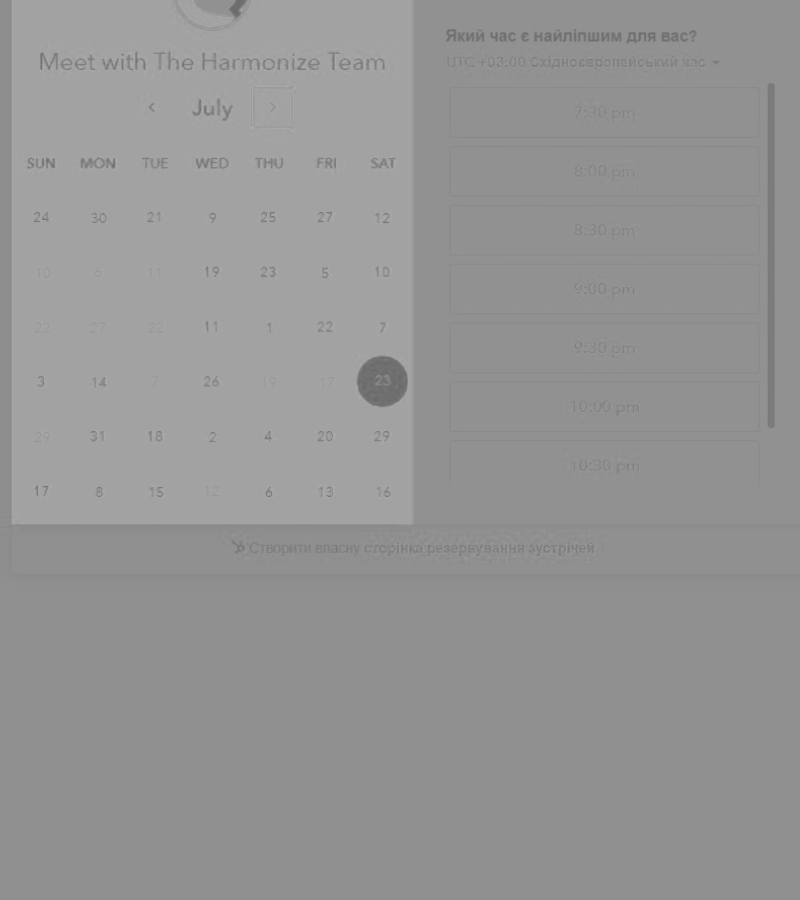 Meet with The Harmonize Team
July
SUN MON TUE WED THU FRI SAT
24 30 21 9 25 27 12
10 6 11 19 23 5 10
22 27 22 11 1 22 7
3 14 7 26 19 17 23
29 31 18 2 4 20 29
17 8 15 12 6 13 16
Який час є найліпшим для вас?
UTC +03:00 Східноєвропейський час
7:30 pm
8:00 pm
8:30 pm
9:00 pm
9:30 pm
10:00 pm
10:30 pm
Створити власну сторінка резервування зустрічей